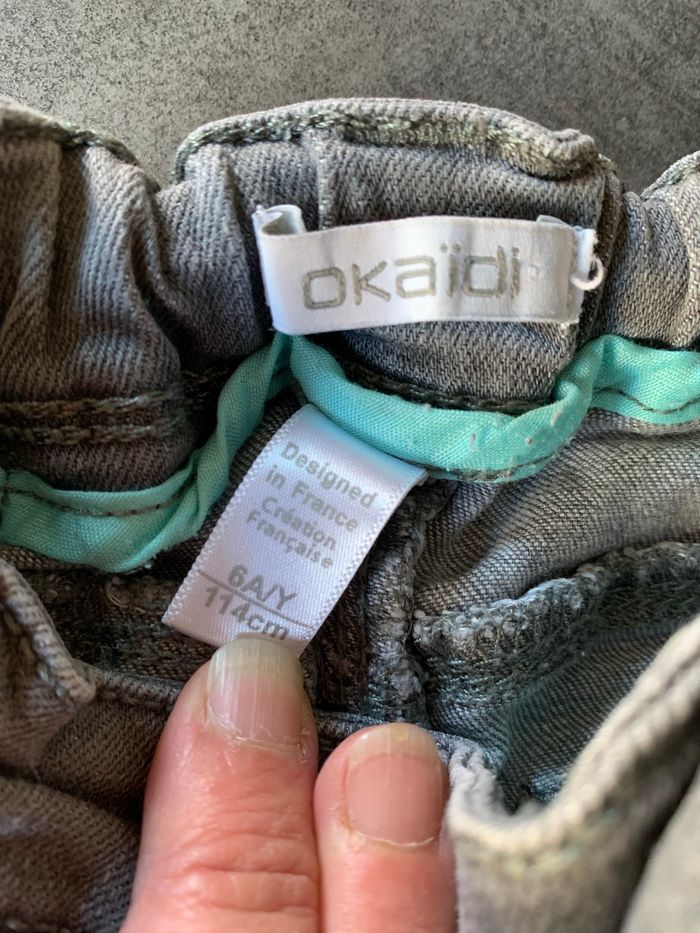 okaïdi
Designed
in France
Création
Française
6A/Y
114cm